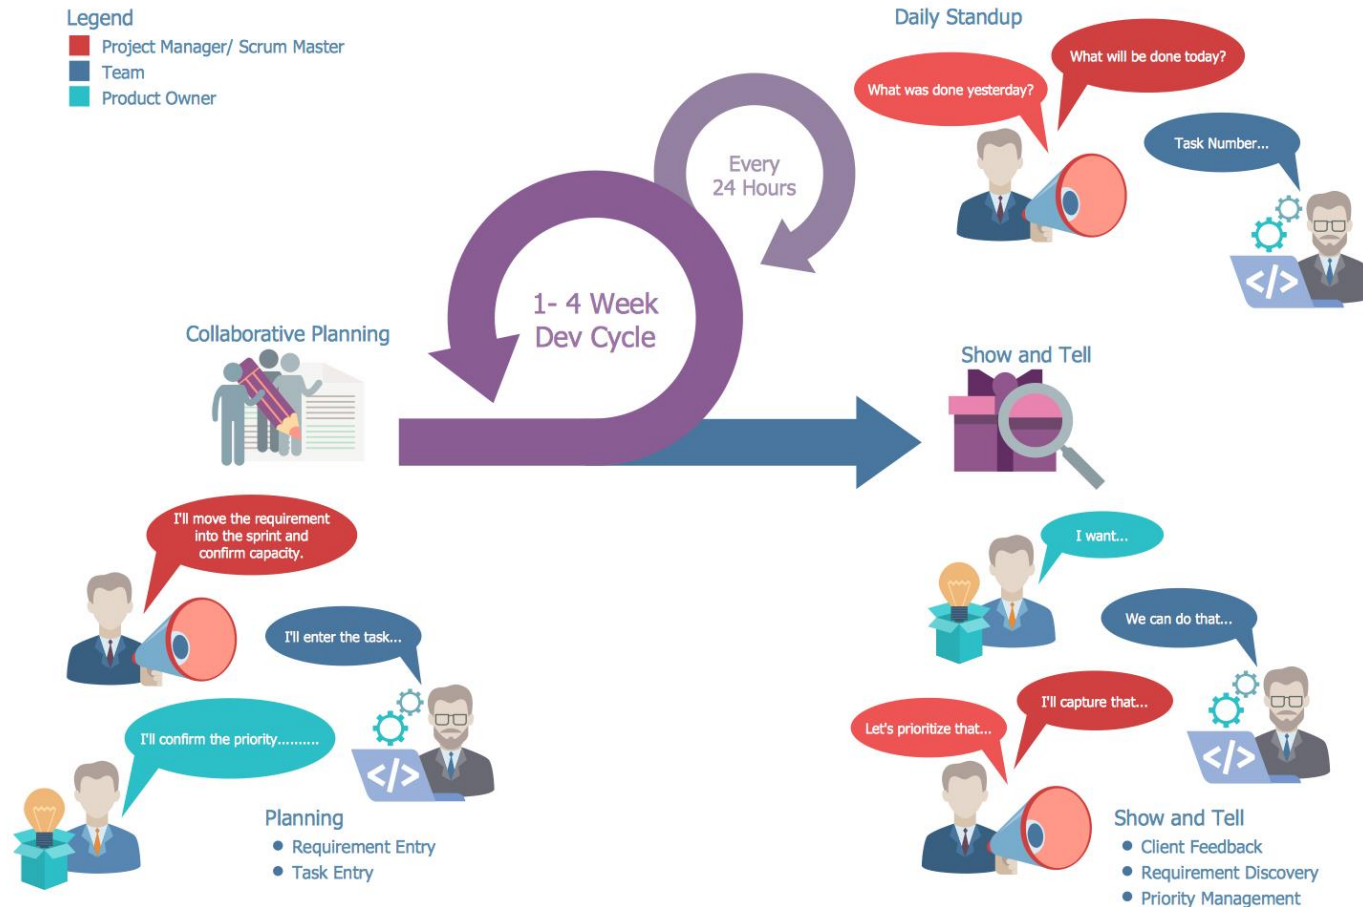 Legend
Project Manager/ Scrum Master
Team
Product Owner
Daily Standup
What will be done today?
What was done yesterday?
Task Number...
Every
24 Hours
1- 4 Week
Dev Cycle
Collaborative Planning
Show and Tell
I'll move the requirement
into the sprint and
confirm capacity.
I'll enter the task...
I'll confirm the priority..........
Planning
Requirement Entry
Task Entry
I want...
We can do that...
I'll capture that...
Let's prioritize that...
Show and Tell
Client Feedback
Requirement Discovery
Priority Management